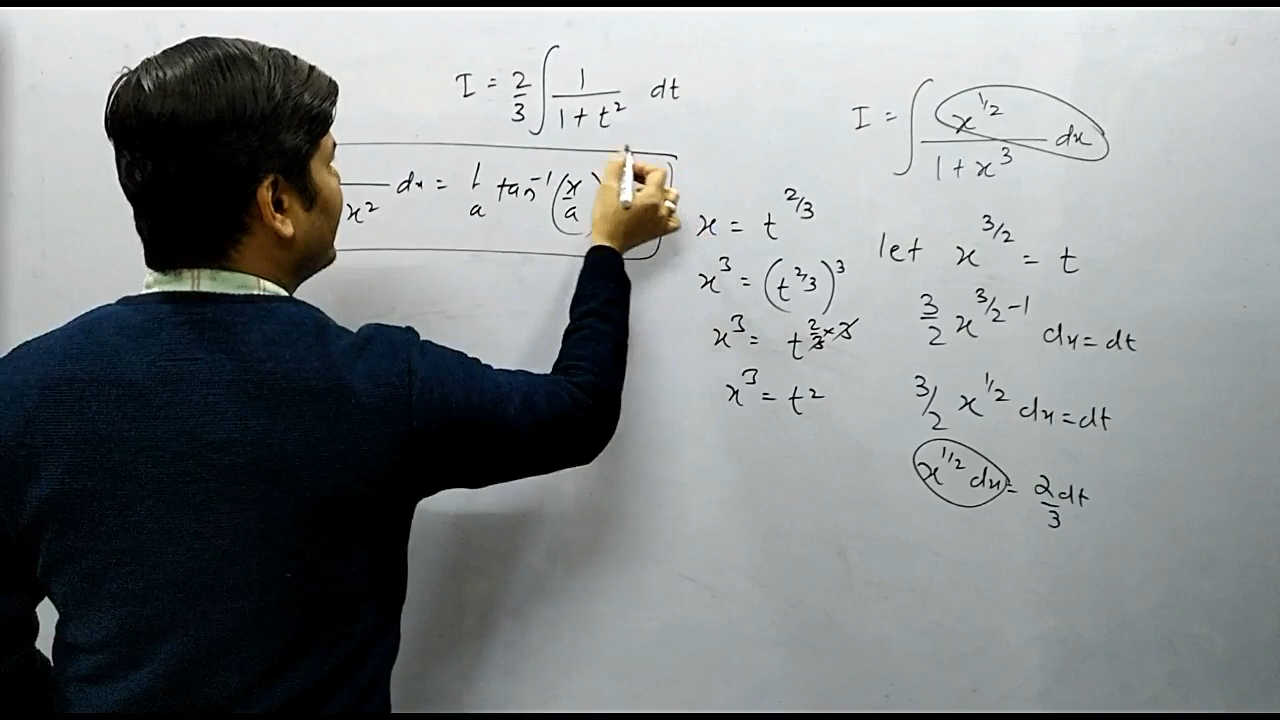 I = 2/3 ∫ 1/(1 + t²) dt
x² dx = 1/a tan⁻¹(x/a)
x = t^(2/3)
x³ = (t^(2/3))³
x³ = t^(2/3 × 3)
x³ = t²
I = ∫ x^(1/2)/(1 + x³) dx
let x^(3/2) = t
3/2 x^(3/2 - 1) dx = dt
3/2 x^(1/2) dx = dt
x^(1/2) dx = 2/3 dt